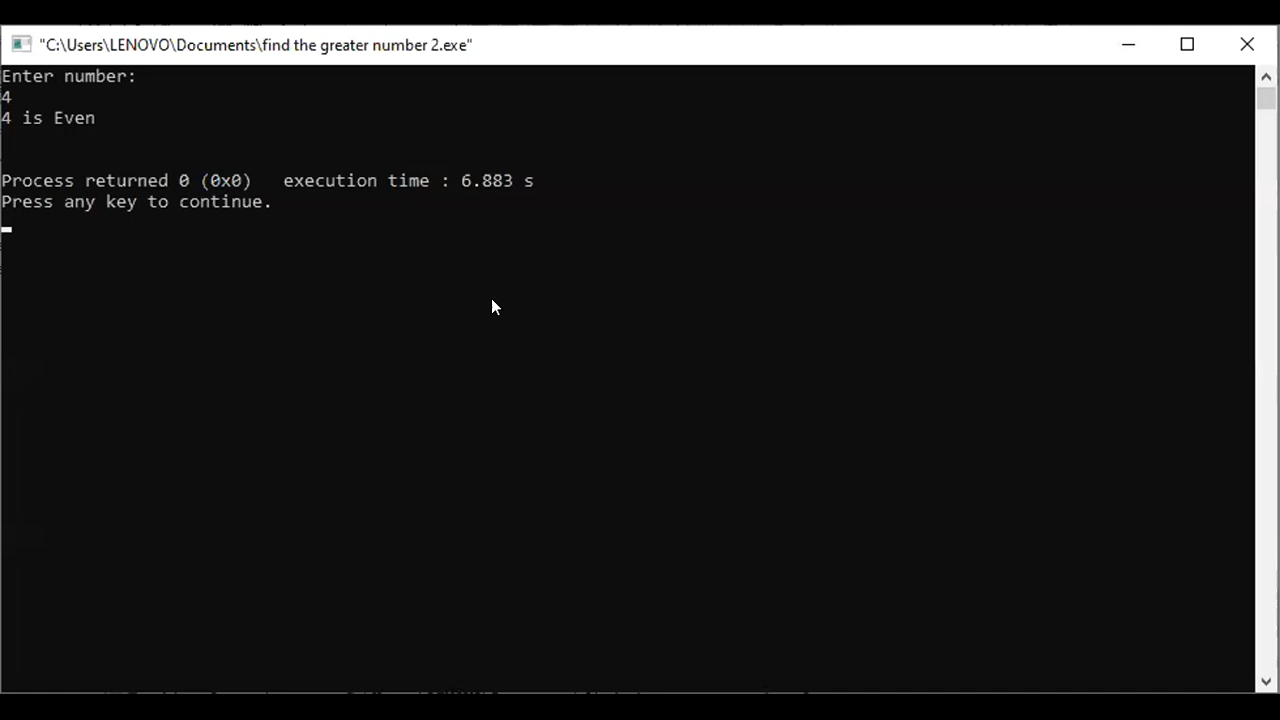 "C:\Users\LENOVO\Documents\find the greater number 2.exe"
Enter number:
4
4 is Even
Process returned 0 (0x0)   execution time : 6.883 s
Press any key to continue.